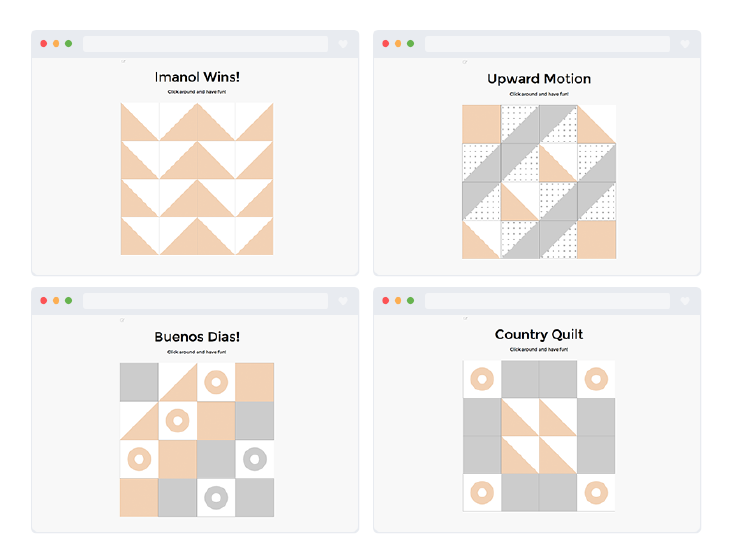 Imanol Wins!
Click around and have fun!
Upward Motion
Click around and have fun!
Buenos Dias!
Click around and have fun!
Country Quilt
Click around and have fun!